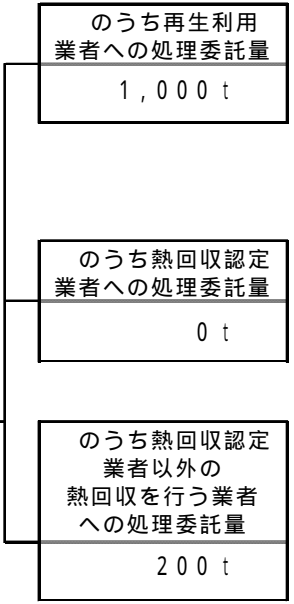 のうち再生利用
業者への処理委託量
1,000 t
のうち熱回収認定
業者への処理委託量
0 t
のうち熱回収認定
業者以外の
熱回収を行う業者
への処理委託量
200 t